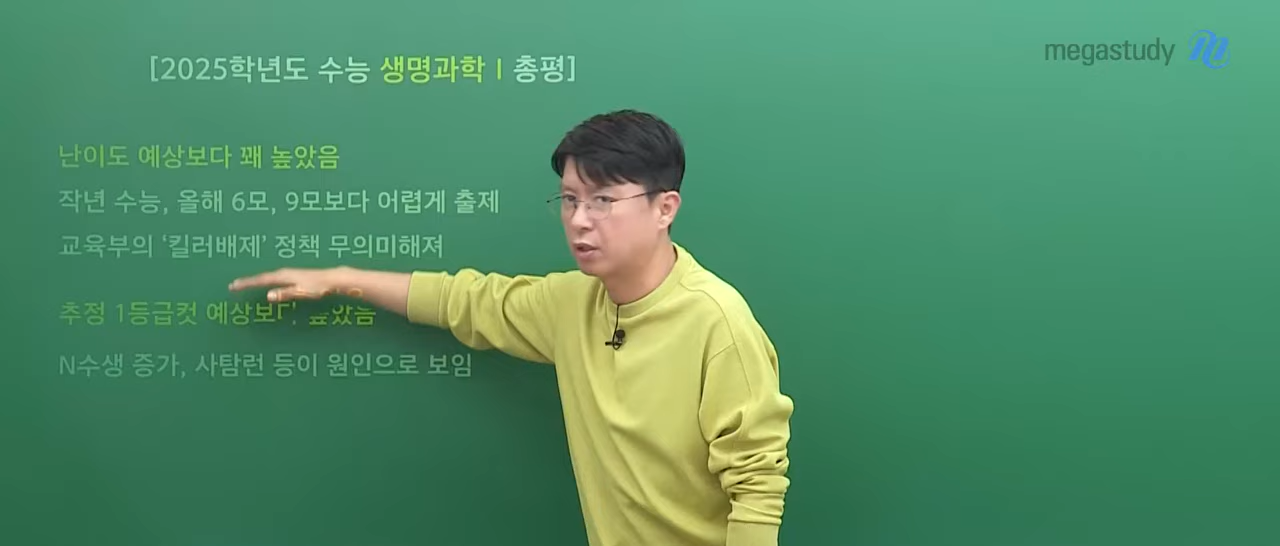 megastudy
[2025학년도 수능 생명과학 I 총평]
난이도 예상보다 꽤 높았음
작년 수능, 올해 6모, 9모보다 어렵게 출제
교육부의 ‘킬러배제’ 정책 무의미해져
추정 1등급컷 예상보다 높았음
N수생 증가, 사탐런 등이 원인으로 보임